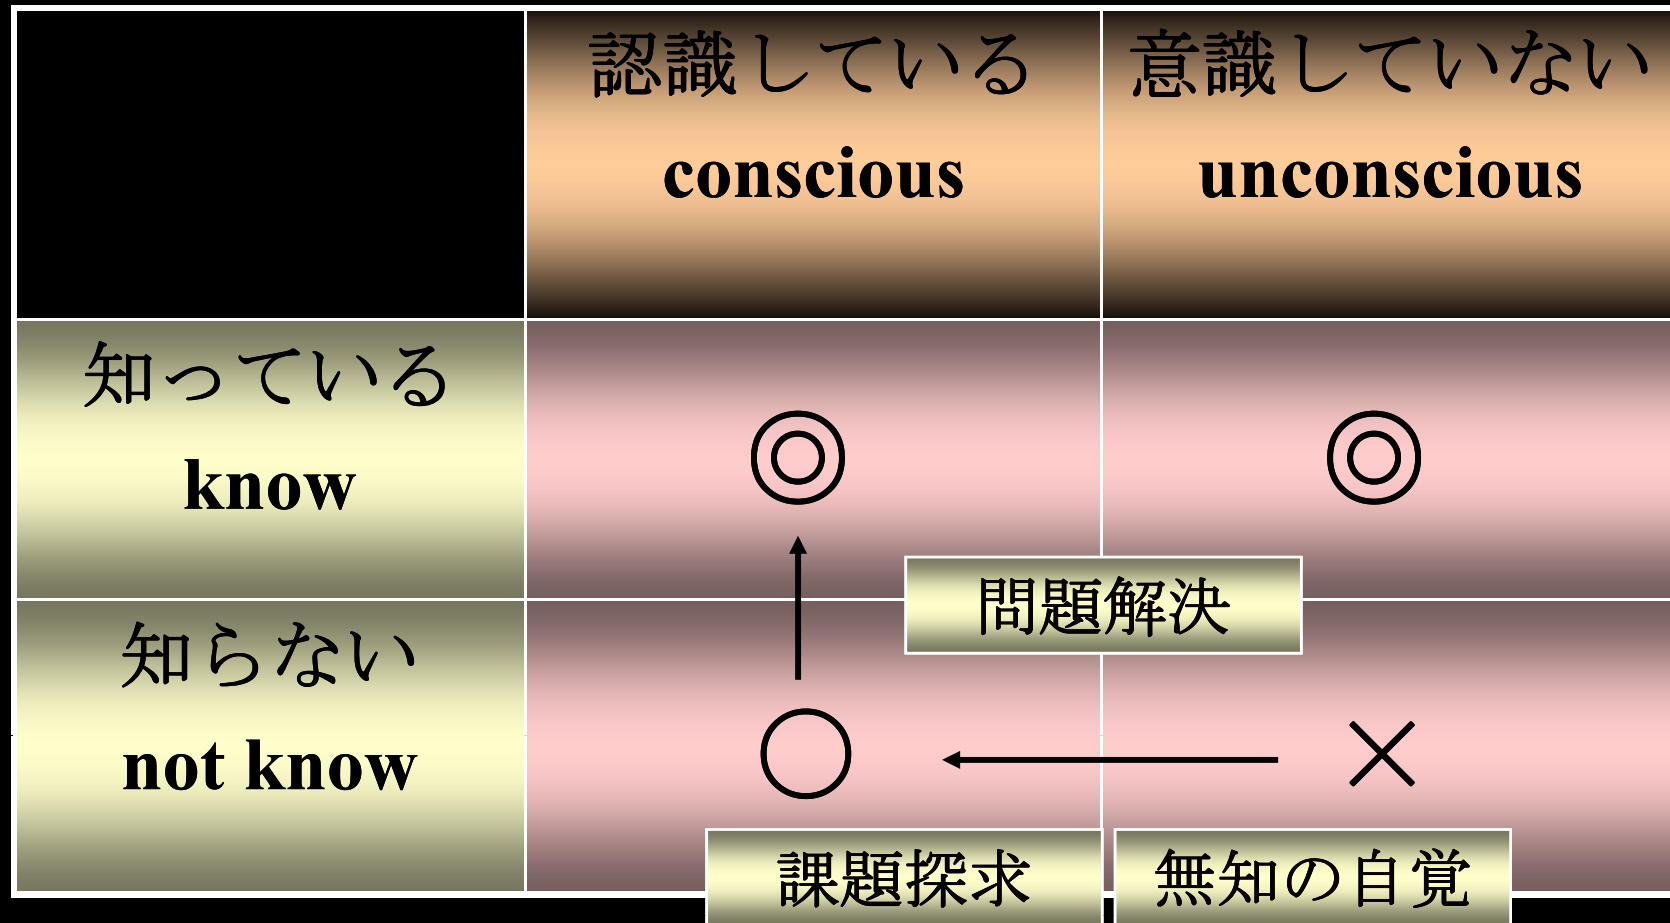 認識している
conscious
意識していない
unconscious
知っている
know
◎
◎
問題解決
知らない
not know
○
×
課題探求
無知の自覚